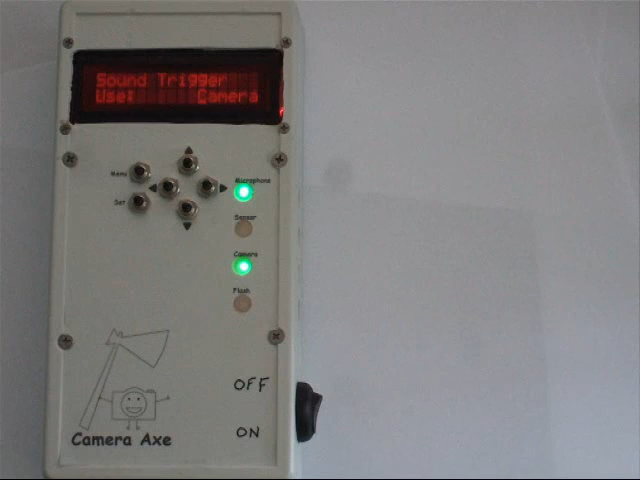 Sound Trigger
Use: Camera
Menu
Set
Microphone
Sensor
Camera
Flash
OFF
ON
Camera Axe